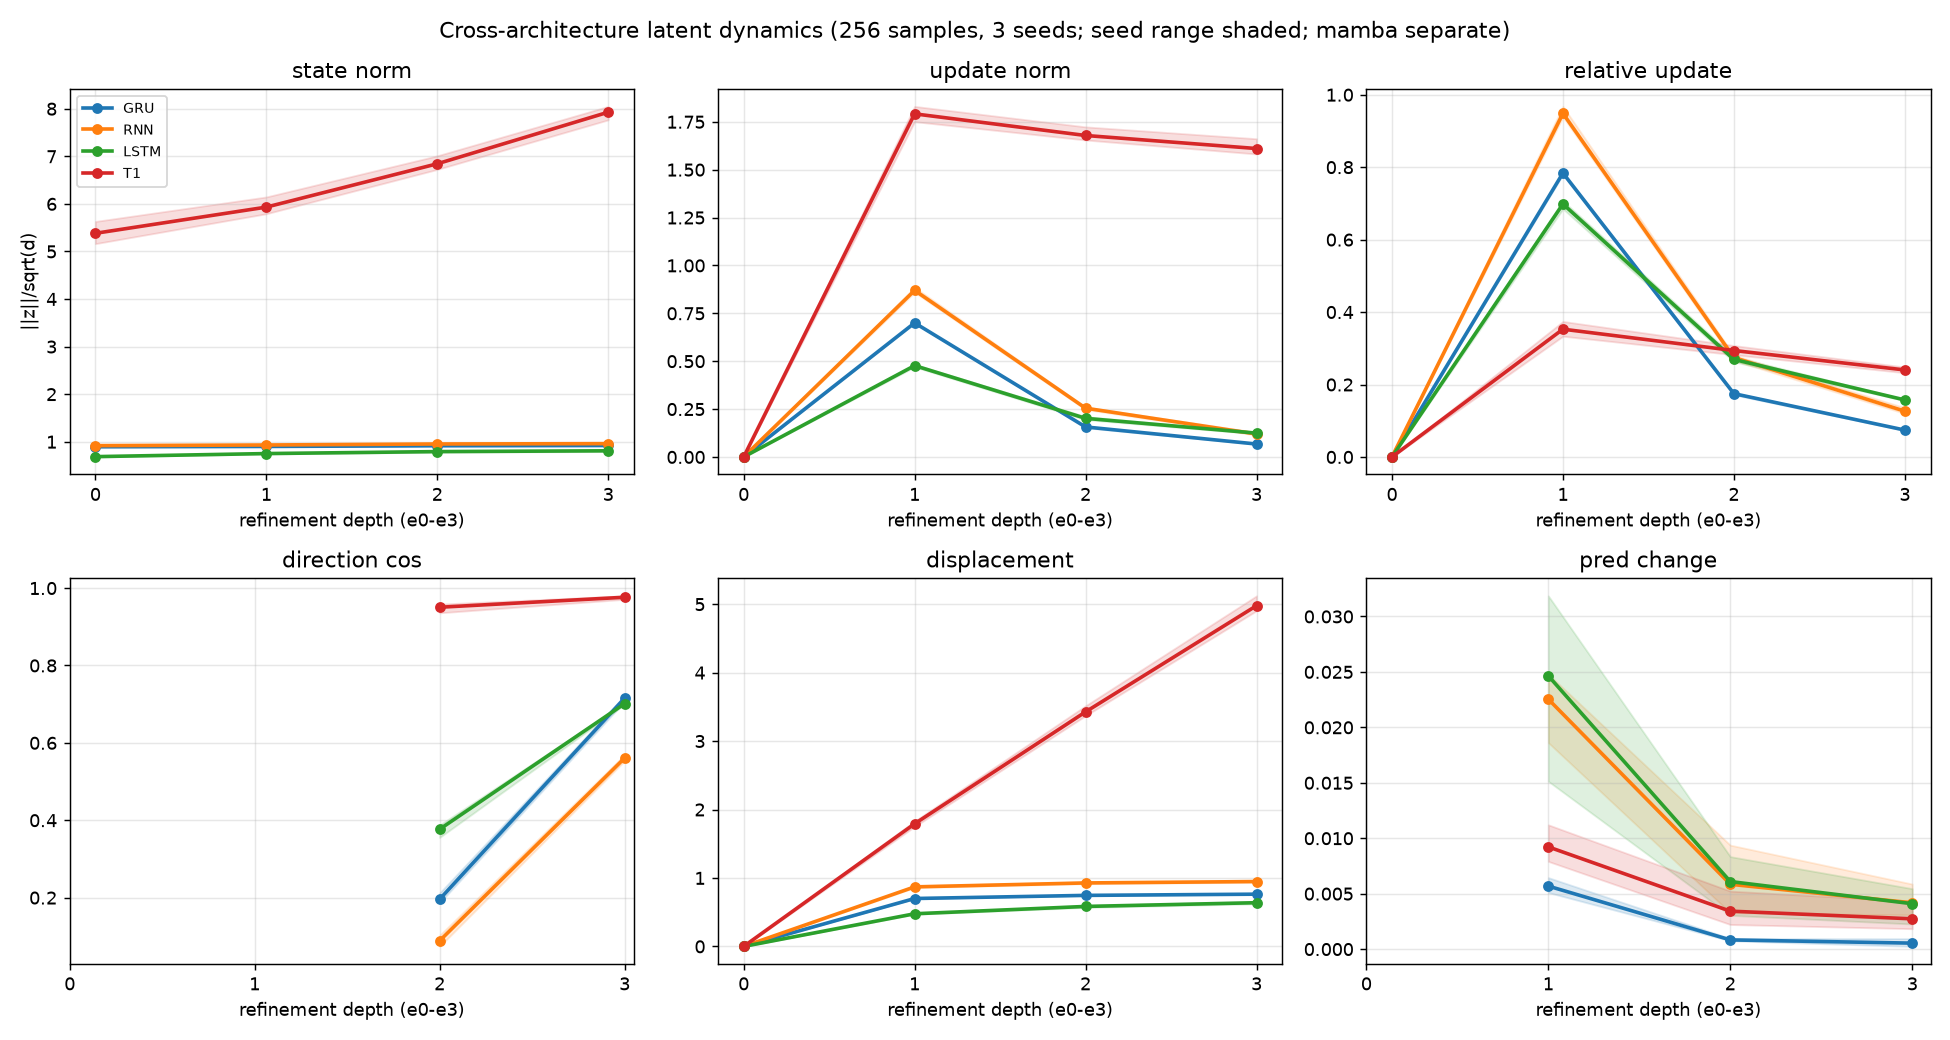 Cross-architecture latent dynamics (256 samples, 3 seeds; seed range shaded; mamba separate)
state norm
GRU
RNN
LSTM
T1
8
7
6
5
4
3
2
1
||z||/sqrt(d)
0 1 2 3
refinement depth (e0-e3)
update norm
1.75
1.50
1.25
1.00
0.75
0.50
0.25
0.00
0 1 2 3
refinement depth (e0-e3)
relative update
1.0
0.8
0.6
0.4
0.2
0.0
0 1 2 3
refinement depth (e0-e3)
direction cos
1.0
0.8
0.6
0.4
0.2
0 1 2 3
refinement depth (e0-e3)
displacement
5
4
3
2
1
0
0 1 2 3
refinement depth (e0-e3)
pred change
0.030
0.025
0.020
0.015
0.010
0.005
0.000
0 1 2 3
refinement depth (e0-e3)